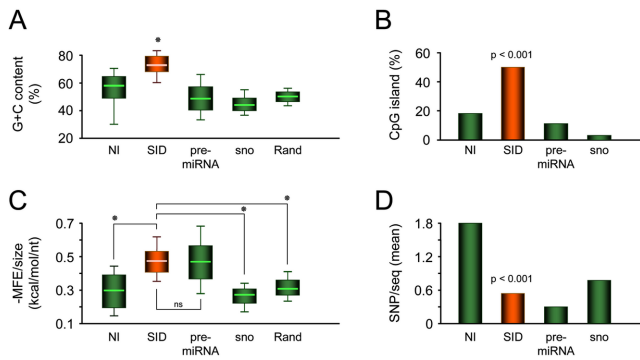 A
G+C content
(%)
80
60
40
20
*
NI
SID
pre-
miRNA
sno
Rand
B
CpG island (%)
60
40
20
0
p < 0.001
NI
SID
pre-
miRNA
sno
C
-MFE/size
(kcal/mol/nt)
0.7
0.5
0.3
0.1
*
*
*
ns
NI
SID
pre-
miRNA
sno
Rand
D
SNP/seq (mean)
1.8
1.2
0.6
0
p < 0.001
NI
SID
pre-
miRNA
sno